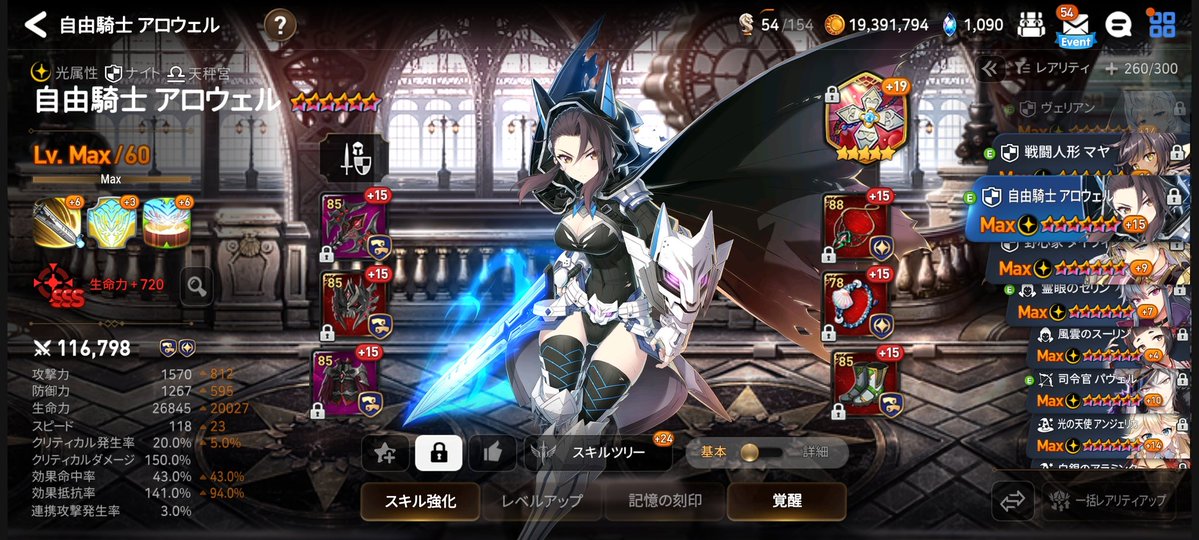 自由騎士 アロウェル
?
54/154
19,391,794
1,090
54
Event
光属性 ナイト 天秤宮
自由騎士 アロウェル
Lv. Max/60
Max
+6
+3
+6
SSS
生命力+720
116,798
攻撃力 1570 812
防御力 1267 595
生命力 26845 20027
スピード 118 23
クリティカル発生率 20.0% 5.0%
クリティカルダメージ 150.0%
効果命中率 43.0% 43.0%
効果抵抗率 141.0% 94.0%
連携攻撃発生率 3.0%
85 +15
85 +15
85 +15
+19
88 +15
78 +15
85 +15
スキルツリー +24
基本 詳細
スキル強化
レベルアップ
記憶の刻印
覚醒
レアリティ
260/300
ヴェリアン
戦闘人形 マヤ
自由騎士 アロウェル
Max +15
Max +9
霊眼のセリン
Max +7
風雲のスーリン
Max +4
司令官 パヴェル
Max +10
光の天使 アンジェリカ
Max +14
一括レアリティアップ